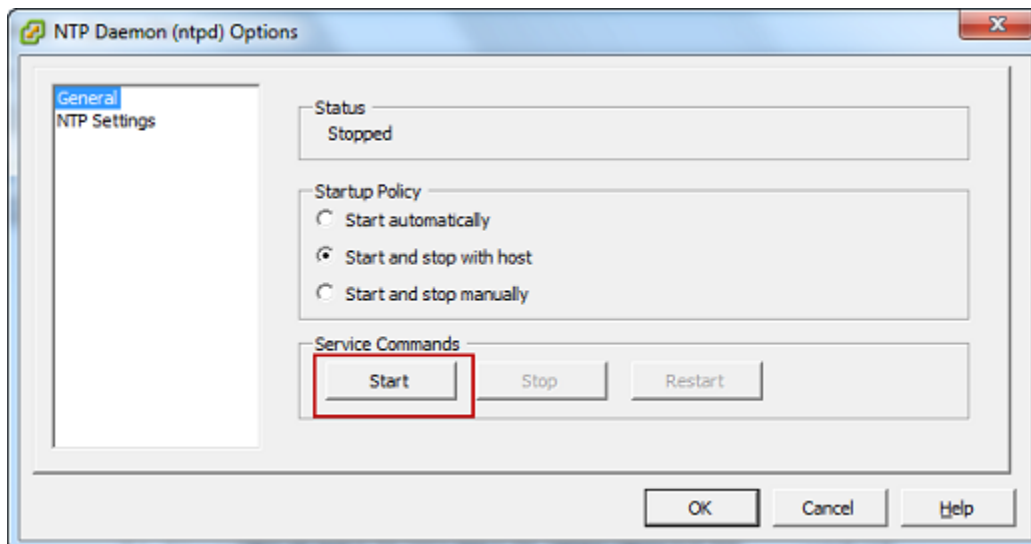 NTP Daemon (ntpd) Options
General
NTP Settings
Status
Stopped
Startup Policy
Start automatically
Start and stop with host
Start and stop manually
Service Commands
Start Stop Restart
OK Cancel Help